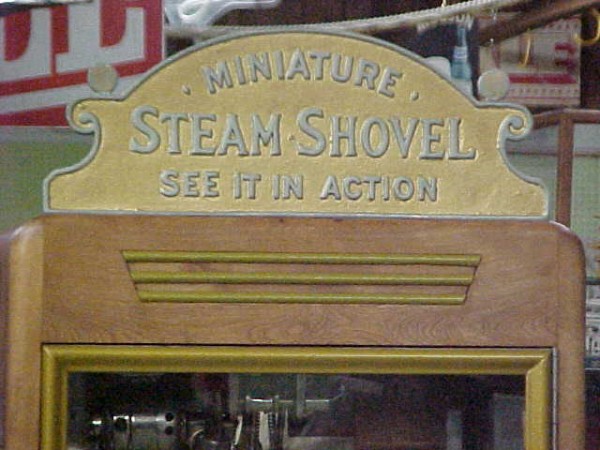 MINIATURE
STEAM SHOVEL
SEE IT IN ACTION